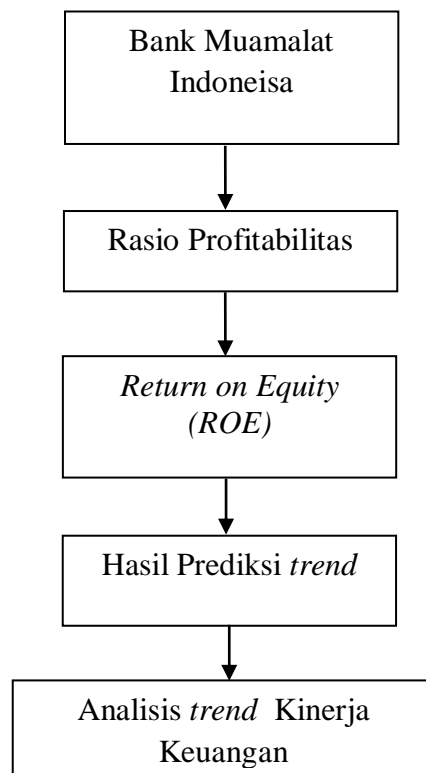 Bank Muamalat
Indoneisa
Rasio Profitabilitas
Return on Equity
(ROE)
Hasil Prediksi trend
Analisis trend Kinerja
Keuangan